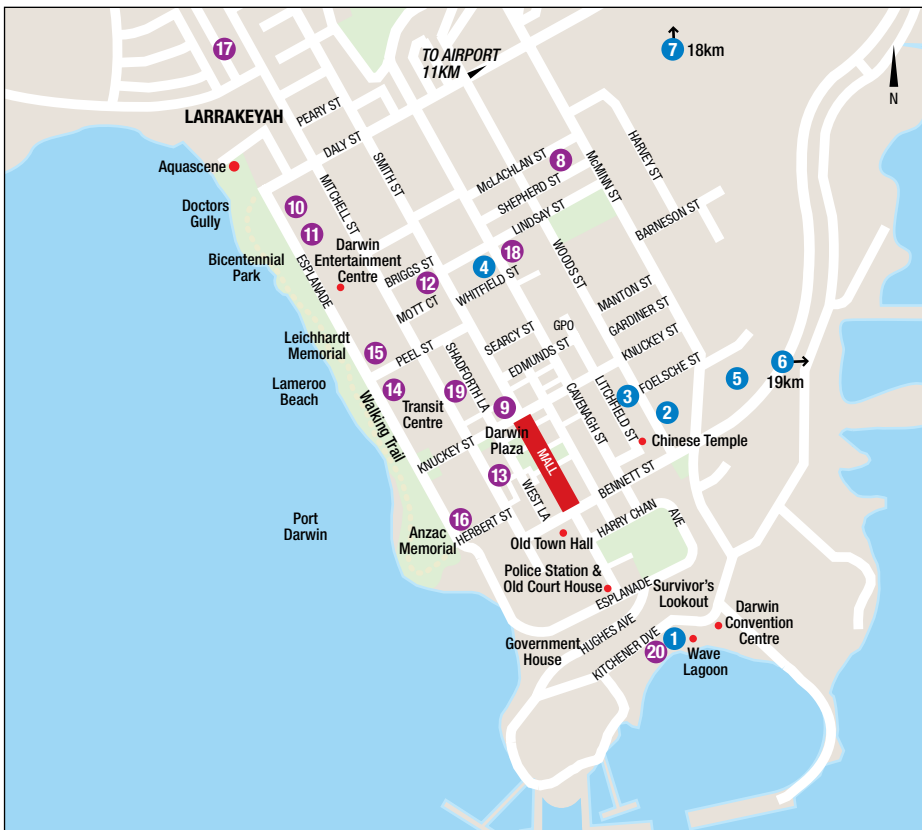 17
7 18km
TO AIRPORT
11KM
N
LARRAKEYAH
PEARY ST
DALY ST
SMITH ST
MITCHELL ST
McLACHLAN ST
8
SHEPHERD ST
LINDSAY ST
McMINN ST
HARVEY ST
BARNESON ST
Aquascene
Doctors
Gully
10
11
ESPLANADE
Bicentennial
Park
Darwin
Entertainment
Centre
BRIGGS ST
12
MOTT CT
4
18
WHITFIELD ST
WOODS ST
MANTON ST
GARDINER ST
KNUCKEY ST
Leichhardt
Memorial
15
PEEL ST
SHADFORTH LA
SEARCY ST
GPO
EDMUNDS ST
FOELSCHE ST
6
19km
5
Lameroo
Beach
14
Transit
Centre
19
9
Darwin
Plaza
CAVENAGH ST
LITCHFIELD ST
3
2
Chinese Temple
Walking Trail
KNUCKEY ST
MALL
13
WEST LA
BENNETT ST
Port
Darwin
16
Anzac
Memorial
HERBERT ST
Old Town Hall
HARRY CHAN
AVE
Police Station &
Old Court House
ESPLANADE
Survivor's
Lookout
Darwin
Convention
Centre
Government
House
HUGHES AVE
KITCHENER DVE
1
20
Wave
Lagoon